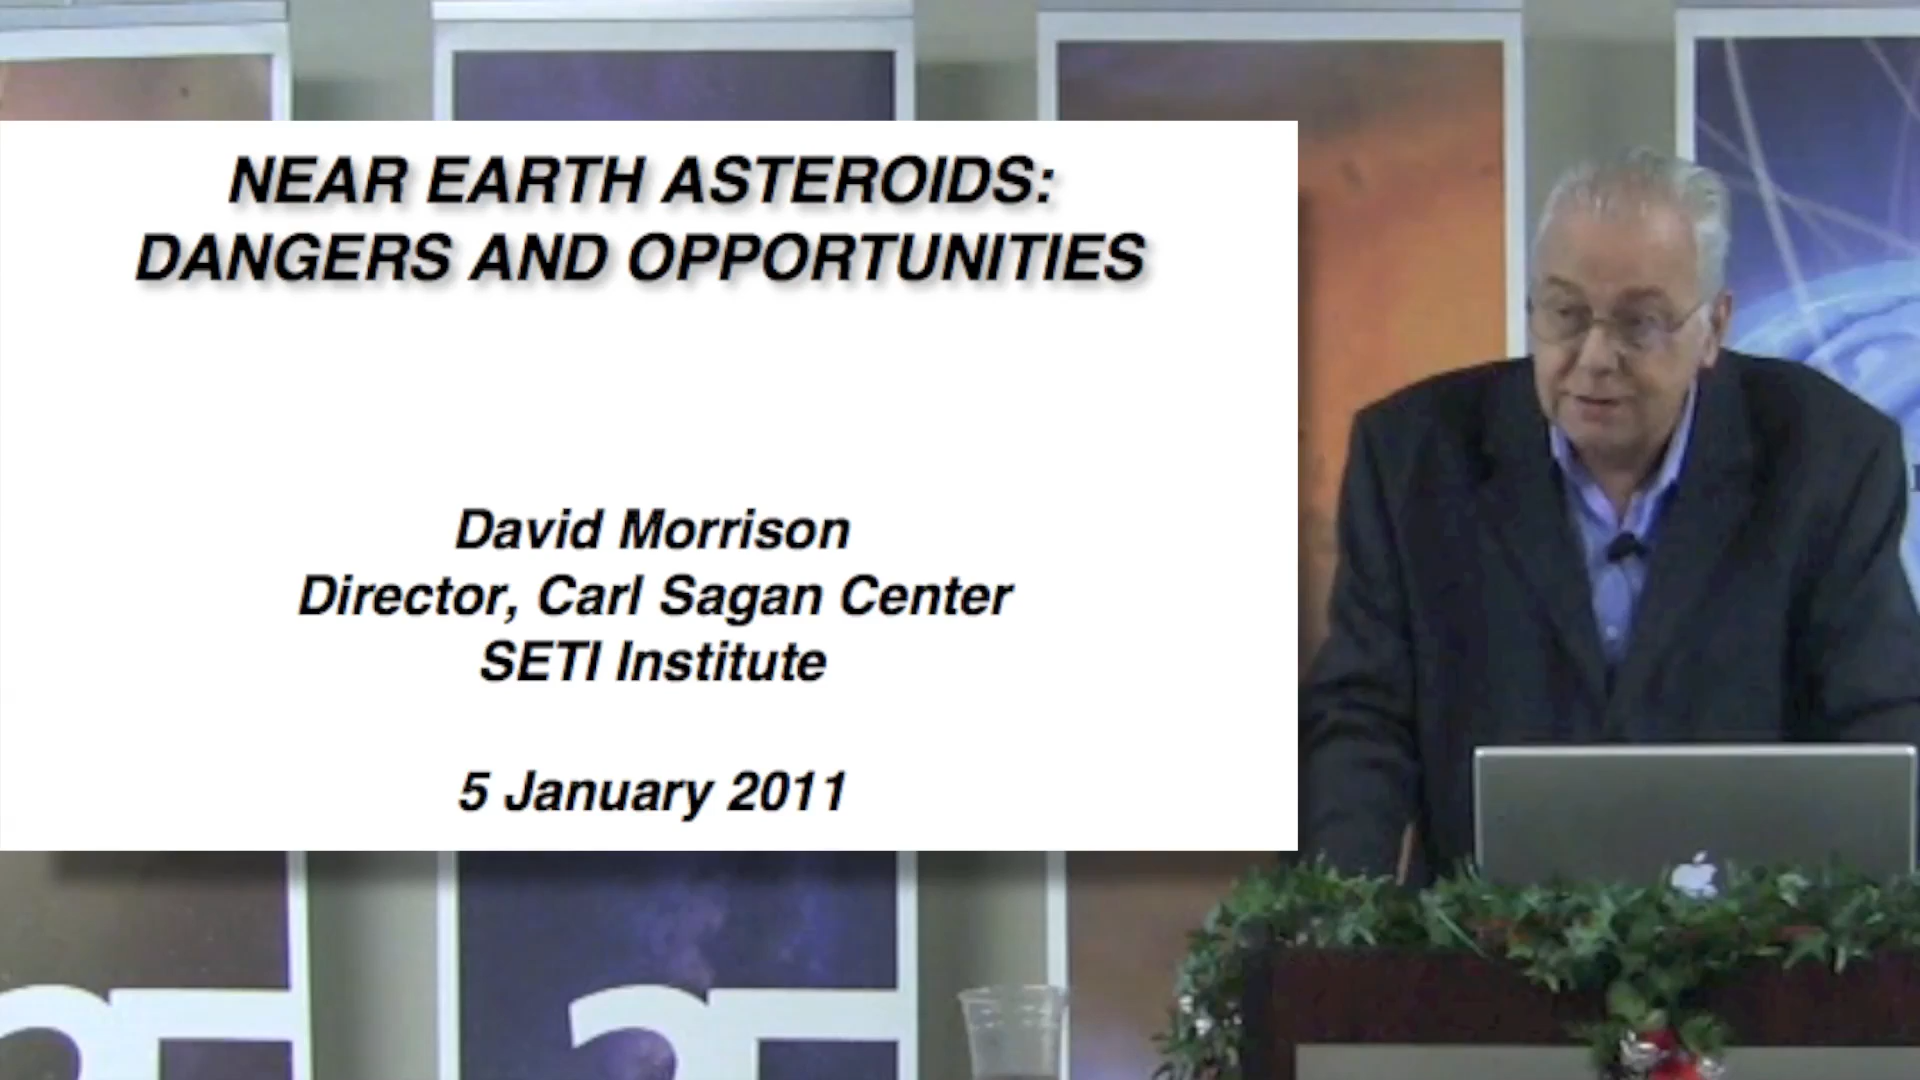 NEAR EARTH ASTEROIDS:
DANGERS AND OPPORTUNITIES
David Morrison
Director, Carl Sagan Center
SETI Institute
5 January 2011